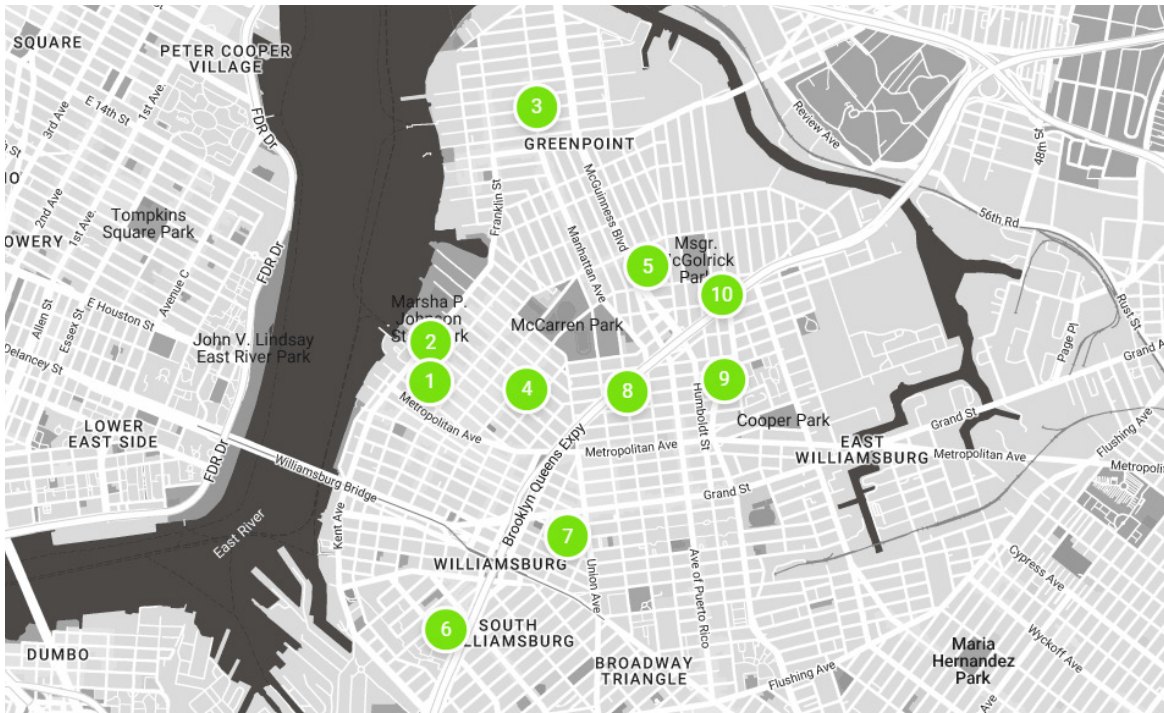 SQUARE
PETER COOPER
VILLAGE
3rd Ave
E 14th St
1st Ave.
FDR Dr.
3
GREENPOINT
Review Ave
48th St
2nd Ave
1st Ave.
Tompkins
Square Park
OWERY
Avenue C
FDR Dr.
Franklin St
McGuinness Blvd
Manhattan Ave
56th Rd
5
Msgr.
McGolrick
Park
10
Rust St
Allen St
Essex St
E Houston St
Delancey St
John V. Lindsay
East River Park
Marsha P.
Johnson
2
1
McCarren Park
4
8
9
Page Pl
Grand A
Metropolitan Ave
Humboldt St
Cooper Park
Grand St
Flushing Ave
LOWER
EAST SIDE
FDR Dr.
Williamsburg Bridge
Brooklyn Queens Expy
Metropolitan Ave
EAST
WILLIAMSBURG
Metropolitan Ave
Metropolit
Grand St
Kent Ave
East River
7
WILLIAMSBURG
Union Ave
Ave of Puerto Rico
Cypress Ave
6
SOUTH
LLIAMSBURG
BROADWAY
TRIANGLE
Flushing Ave
Maria
Hernandez
Park
Wyckoff Ave
Ave
DUMBO